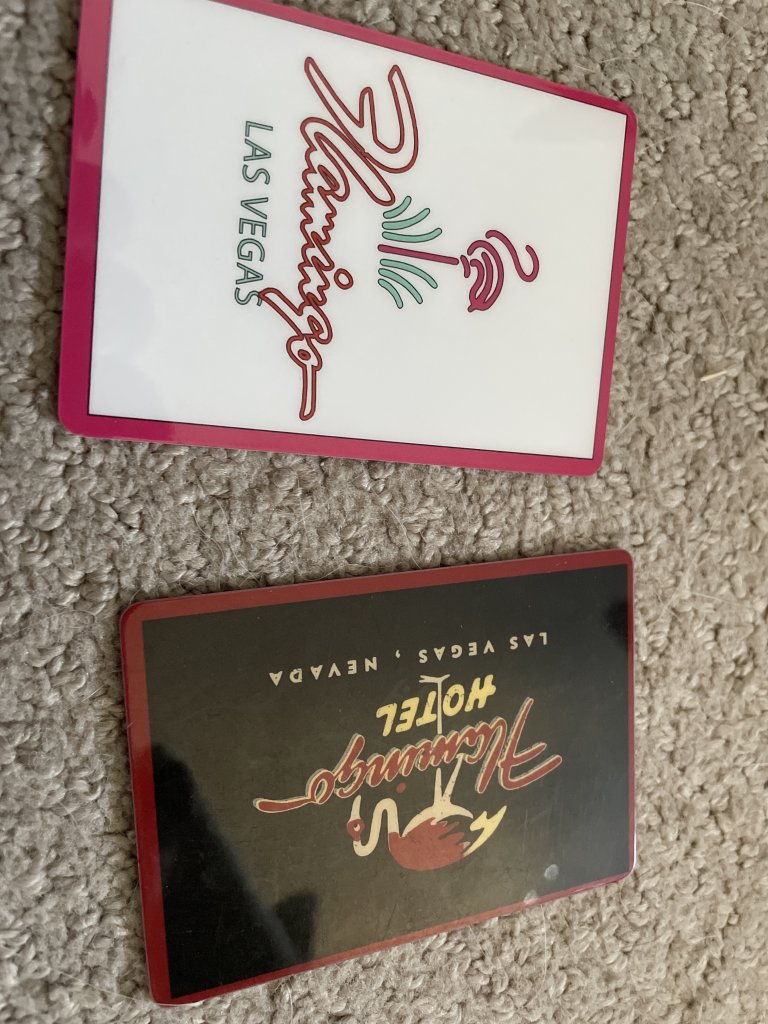 Flamingo
LAS VEGAS
Flamingo
HOTEL
LAS VEGAS, NEVADA